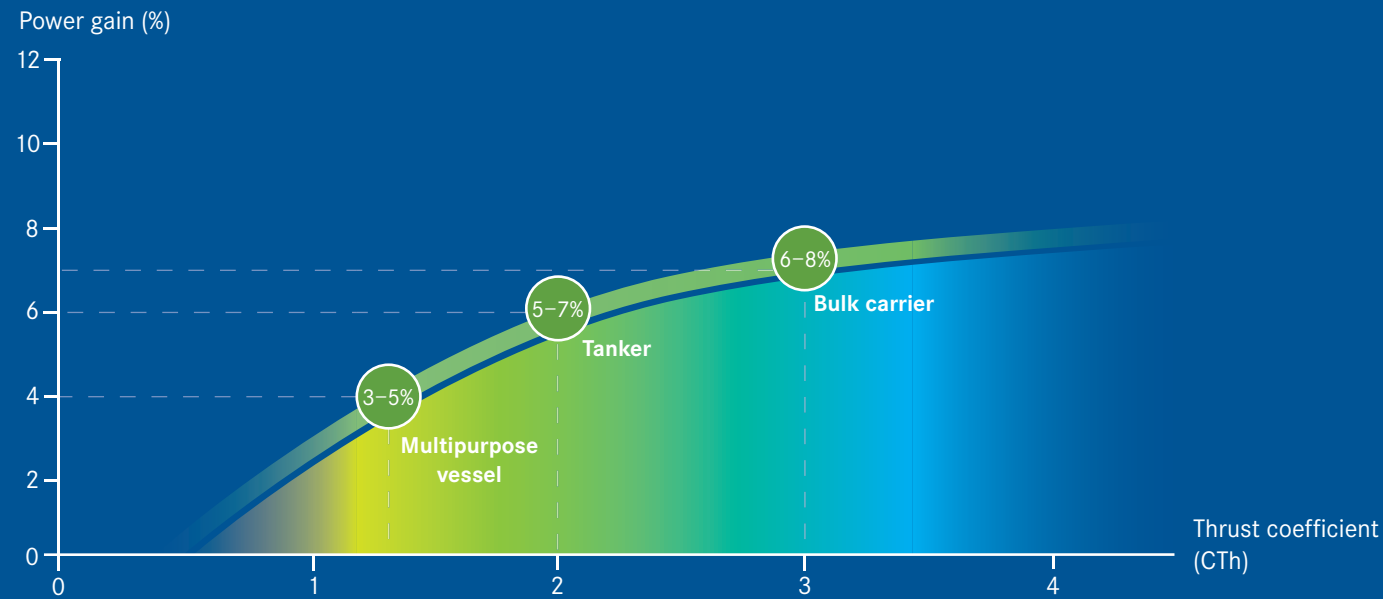 Power gain (%)
12
10
8
6
4
2
0
6–8%
Bulk carrier
5–7%
Tanker
3–5%
Multipurpose
vessel
Thrust coefficient
(CTh)
0
1
2
3
4